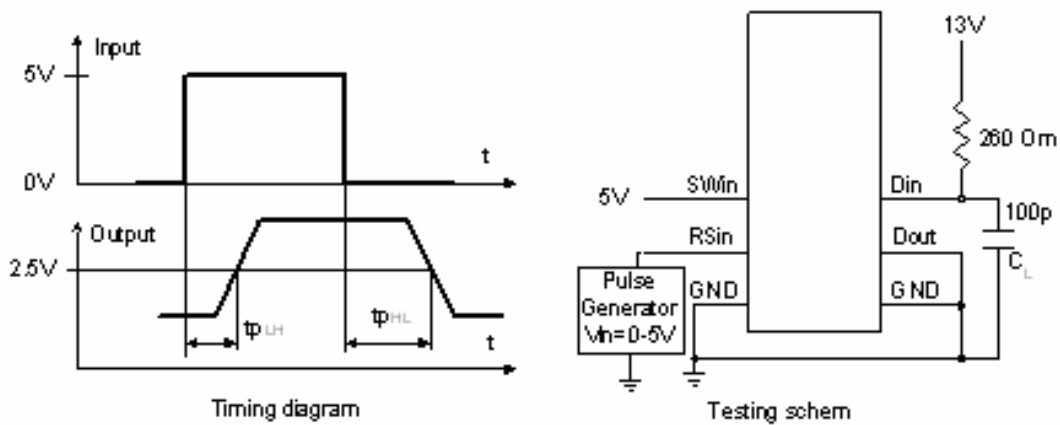 Input
5V
t
0V
Output
2.5V
tpLH
tpHL
t
Timing diagram
13V
260 Om
5V
SWin
Din
100p
RSin
Dout
CL
Pulse
Generator
Vin=0-5V
GND
GND
Testing schem